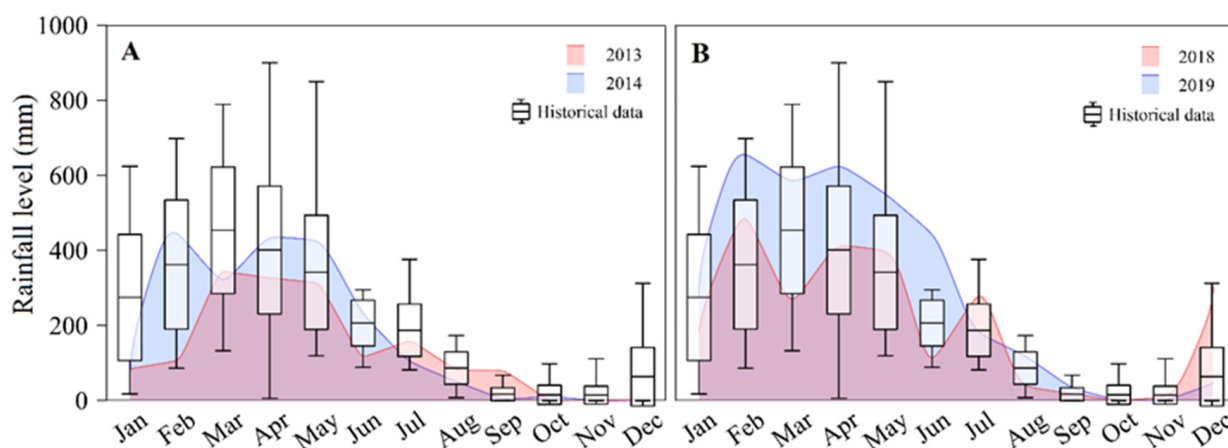 Rainfall level (mm)
1000
800
600
400
200
0
A
2013
2014
Historical data
Jan Feb Mar Apr May Jun Jul Aug Sep Oct Nov Dec
B
2018
2019
Historical data
Jan Feb Mar Apr May Jun Jul Aug Sep Oct Nov Dec